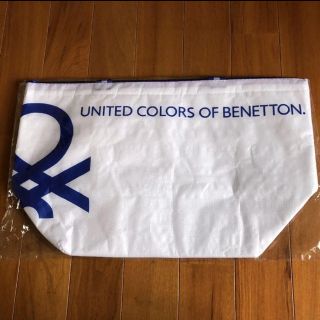 UNITED COLORS OF BENETTON.